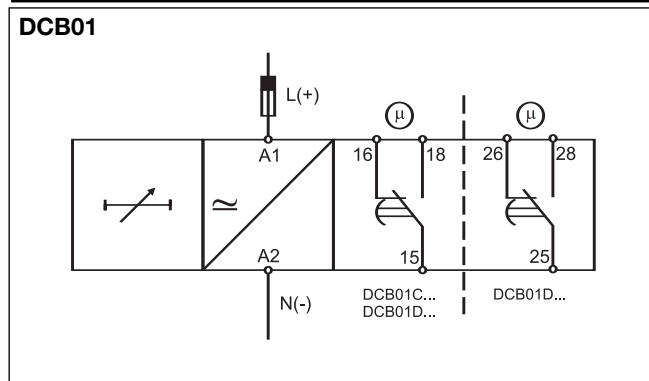 DCB01
L(+)
μ μ
A1 16 18 26 28
≃
A2 15 25
N(-)
DCB01C... DCB01D...
DCB01D...